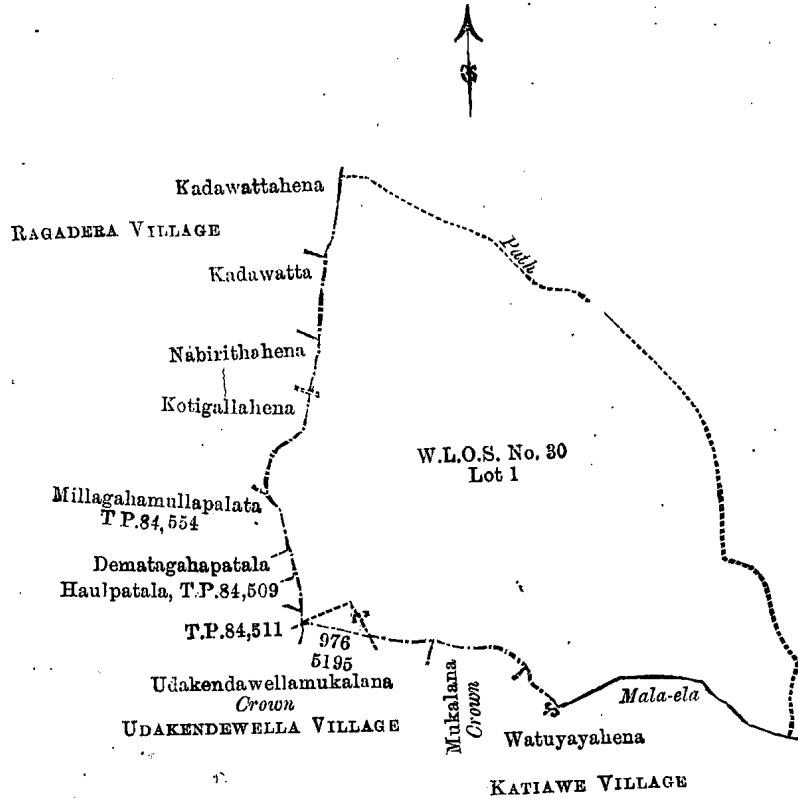 Kadawattahena
RAGADERA VILLAGE
Path
Kadawatta
Nabirithahena
Kotigallahena
W.L.O.S. No. 30
Lot 1
Millagahamullapalata
T P.84,554
Dematagahapatala
Haulpatala, T.P.84,509
T.P.84,511
976
5195
Udakendawellamukalana
Crown
UDAKENDEWELLA VILLAGE
Mukalana
Crown
Mala-ela
Watuyayahena
KATIAWE VILLAGE